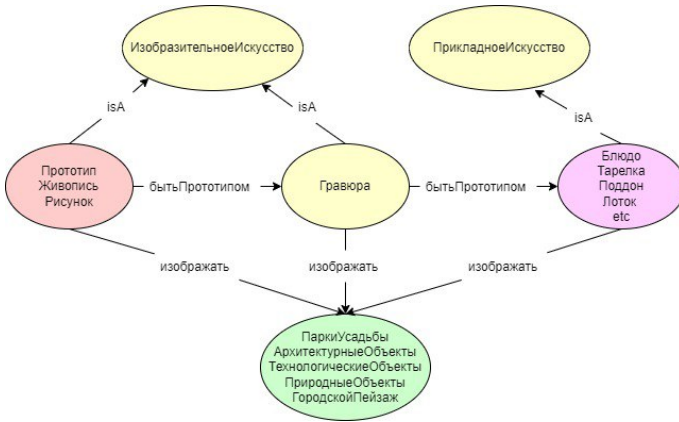 ИзобразительноеИскусство
ПрикладноеИскусство
isA
isA
isA
Прототип
Живопись
Рисунок
бытьПрототипом
Гравюра
бытьПрототипом
Блюдо
Тарелка
Поддон
Лоток
etc
изображать
изображать
изображать
ПаркиУсадьбы
АрхитектурныеОбъекты
ТехнологическиеОбъекты
ПриродныеОбъекты
ГородскойПейзаж